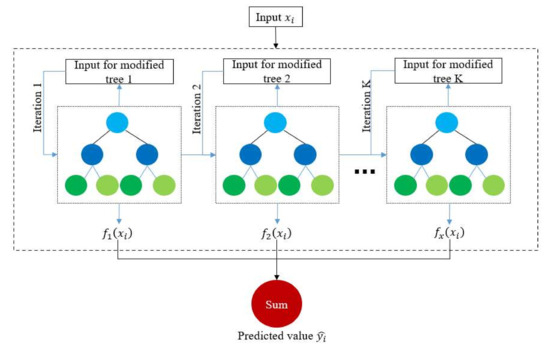 Input xᵢ
Input for modified
tree 1
Input for modified
tree 2
Input for modified
tree K
Iteration 1
Iteration 2
Iteration K
...
f₁(xᵢ)
f₂(xᵢ)
fₓ(xᵢ)
Sum
Predicted value ŷᵢ